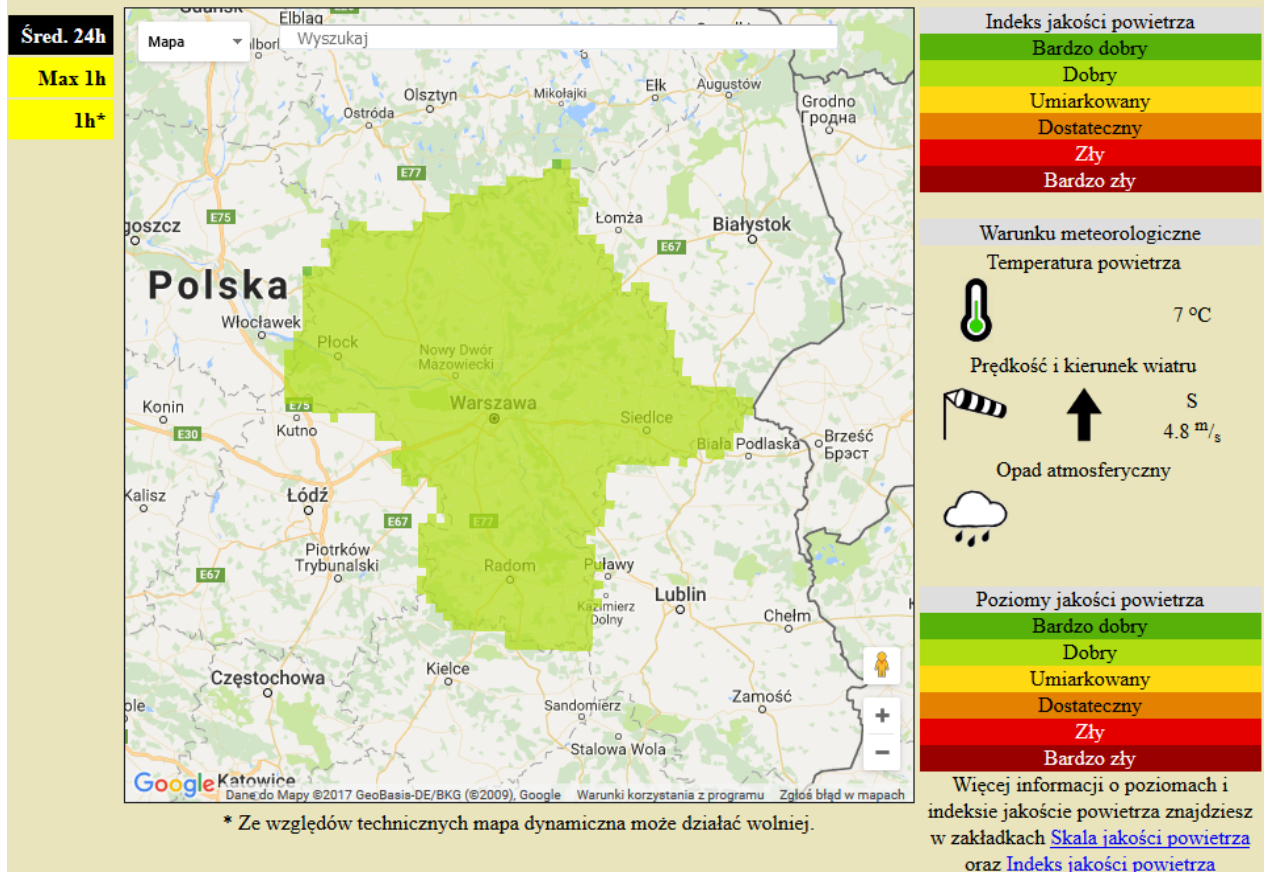 Śred. 24h
Max 1h
1h*
Gdańsk
Elbląg
Mapa
Wyszukaj
Olsztyn
Mikołajki
Ełk
Augustów
Ostróda
Grodno
Гродна
E77
E75
goszcz
Łomża
Białystok
E67
Polska
Włocławek
Płock
Nowy Dwór
Mazowiecki
Konin
E75
Warszawa
Siedlce
E30
Kutno
Biała Podlaska
Brześć
Брэст
Kalisz
Łódź
E67
E77
Piotrków
Trybunalski
E67
Radom
Puławy
Kazimierz
Dolny
Lublin
Chełm
Częstochowa
Kielce
ole
Sandomierz
Zamość
+
Stalowa Wola
−
Google
Katowice
Dane do Mapy ©2017 GeoBasis-DE/BKG (©2009), Google Warunki korzystania z programu Zgłoś błąd w mapach
* Ze względów technicznych mapa dynamiczna może działać wolniej.
Indeks jakości powietrza
Bardzo dobry
Dobry
Umiarkowany
Dostateczny
Zły
Bardzo zły
Warunku meteorologiczne
Temperatura powietrza
7 °C
Prędkość i kierunek wiatru
S
4.8 m/s
Opad atmosferyczny
Poziomy jakości powietrza
Bardzo dobry
Dobry
Umiarkowany
Dostateczny
Zły
Bardzo zły
Więcej informacji o poziomach i
indeksie jakoście powietrza znajdziesz
w zakładkach Skala jakości powietrza
oraz Indeks jakości powietrza